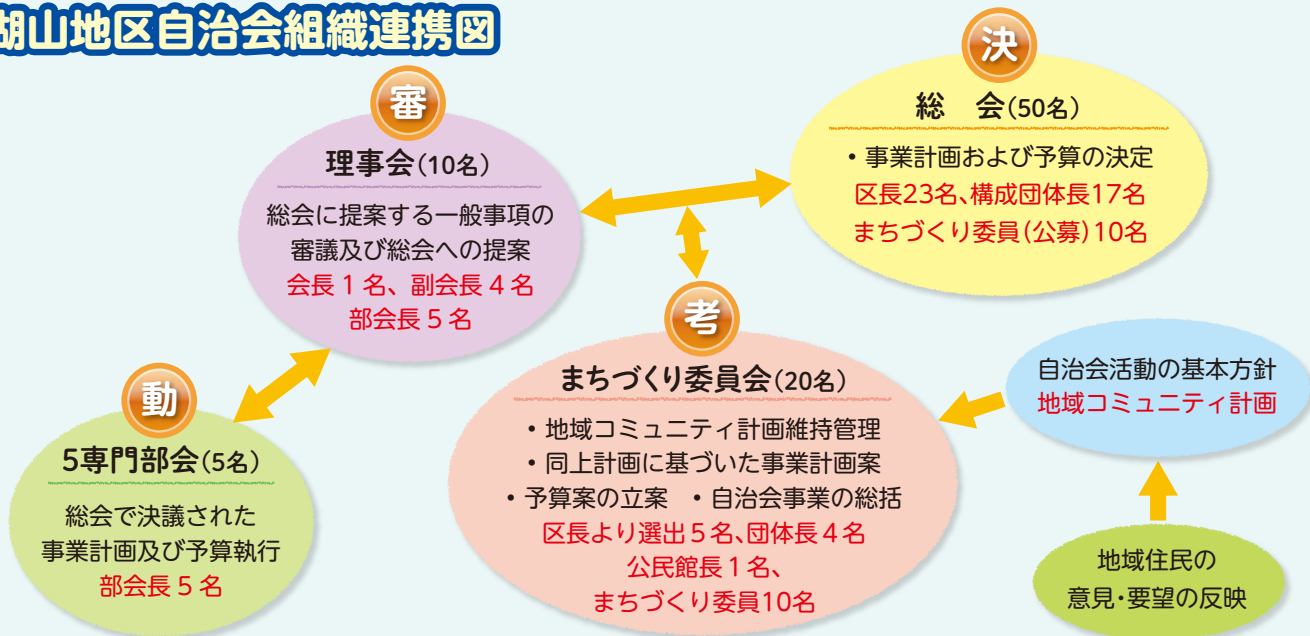 湖山地区自治会組織連携図
審
理事会(10名)
総会に提案する一般事項の
審議及び総会への提案
会長1名、副会長4名
部会長5名
決
総　会(50名)
・事業計画および予算の決定
区長23名、構成団体長17名
まちづくり委員(公募)10名
考
まちづくり委員会(20名)
・地域コミュニティ計画維持管理
・同上計画に基づいた事業計画案
・予算案の立案 ・自治会事業の総括
区長より選出5名、団体長4名
公民館長1名、
まちづくり委員10名
動
5専門部会(5名)
総会で決議された
事業計画及び予算執行
部会長5名
自治会活動の基本方針
地域コミュニティ計画
地域住民の
意見・要望の反映